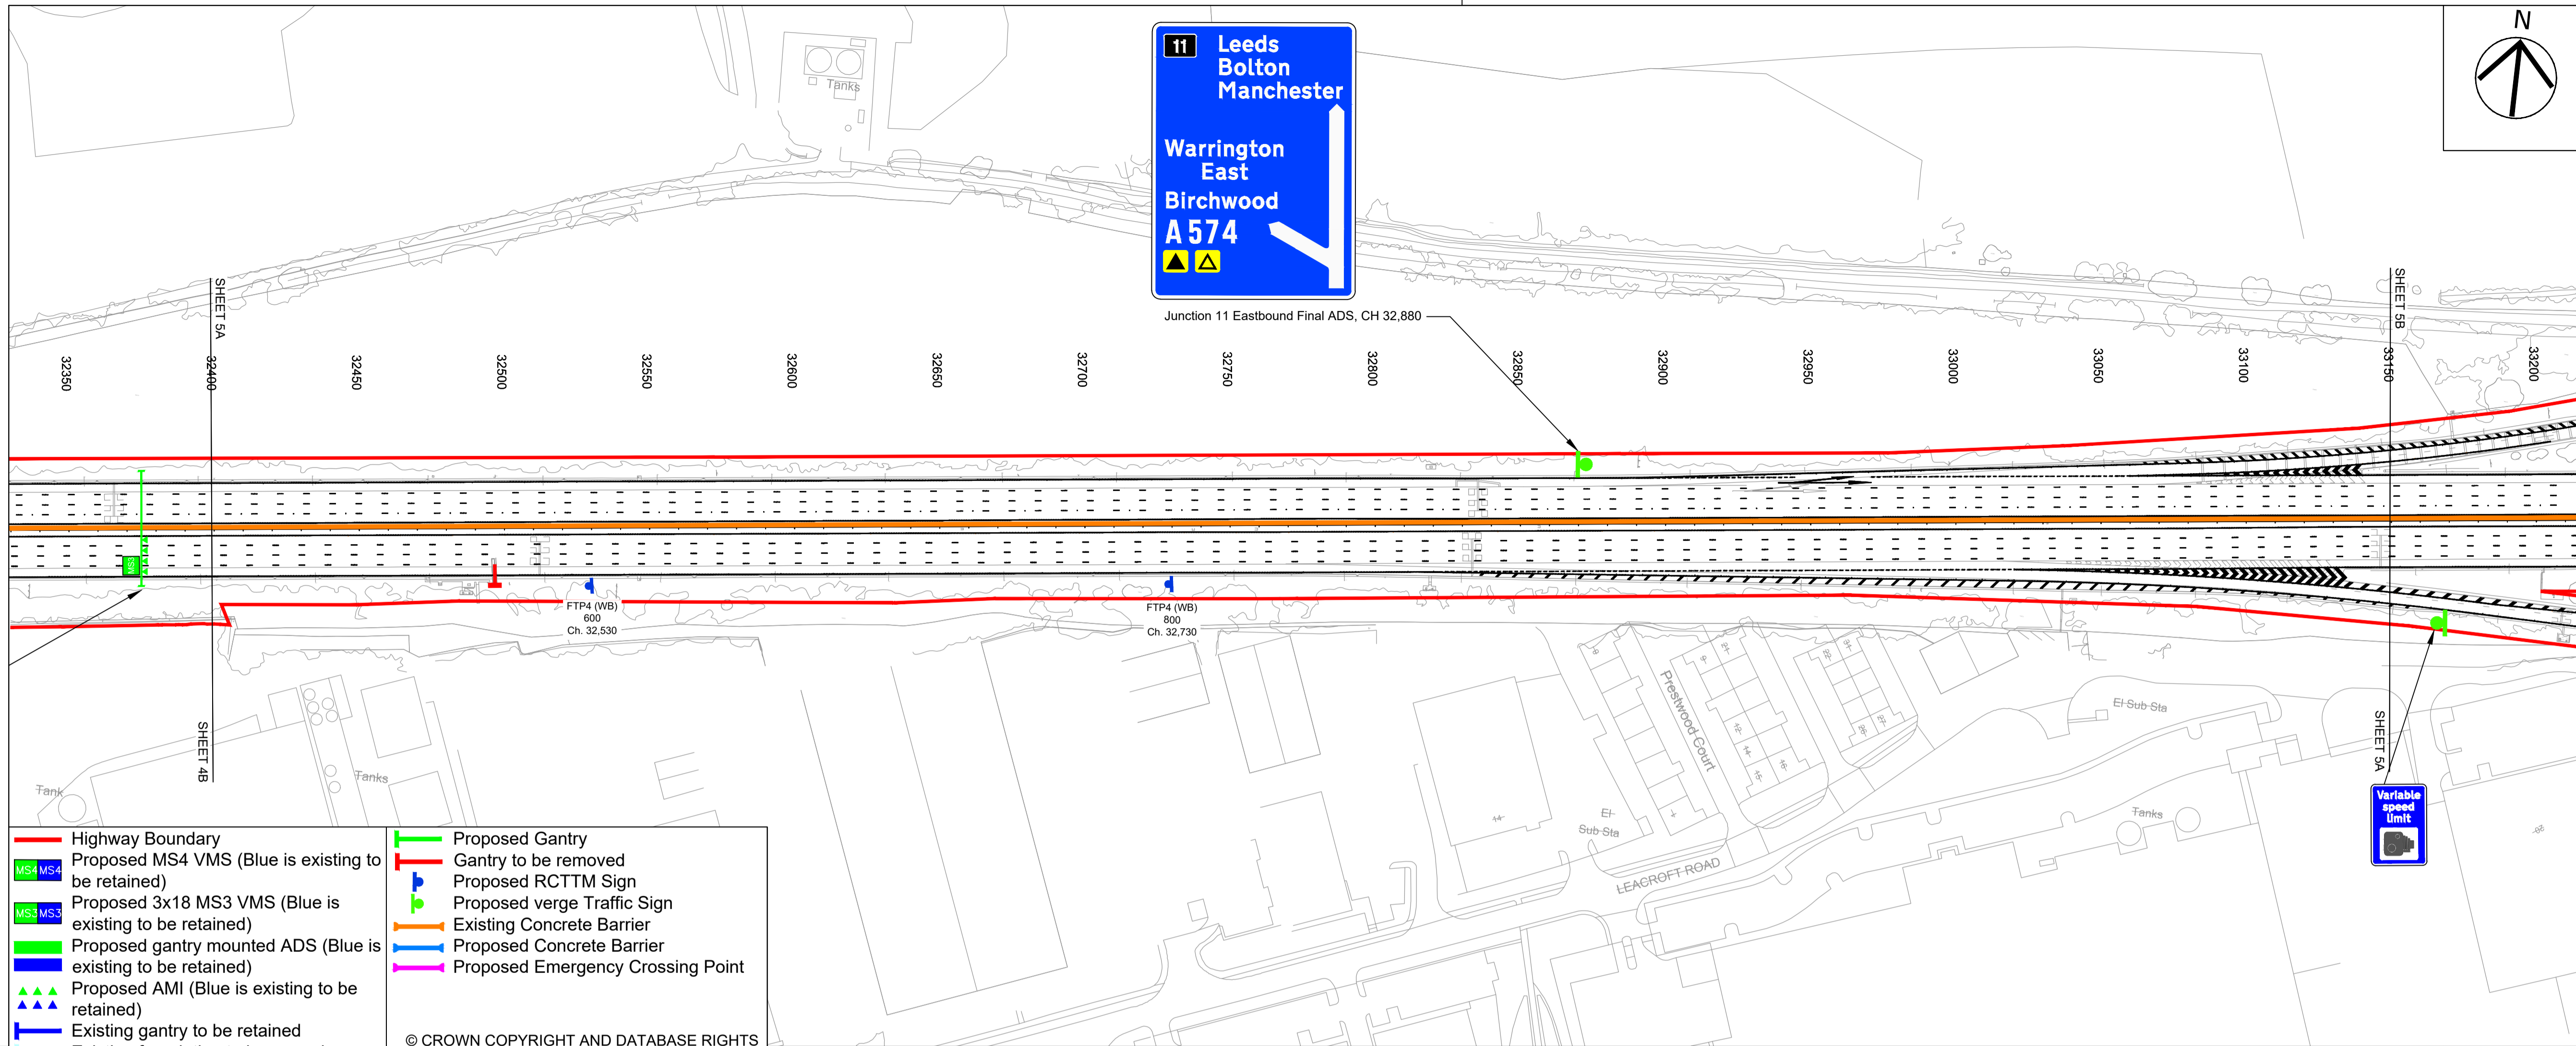 N
11
Leeds
Bolton
Manchester
Warrington
East
Birchwood
A 574
Tanks
Junction 11 Eastbound Final ADS, CH 32,880
SHEET 5A
SHEET 5B
32350
32400
32450
32500
32550
32600
32650
32700
32750
32800
32850
32900
32950
33000
33050
33100
33150
33200
MS3
FTP4 (WB)
600
Ch. 32,530
FTP4 (WB)
800
Ch. 32,730
SHEET 4B
SHEET 5A
Tank
Tanks
Prestwood Court
El Sub Sta
El
Sub Sta
Tanks
LEACROFT ROAD
Variable
speed
limit
Highway Boundary
MS4 MS4
Proposed MS4 VMS (Blue is existing to
be retained)
MS3 MS3
Proposed 3x18 MS3 VMS (Blue is
existing to be retained)
Proposed gantry mounted ADS (Blue is
existing to be retained)
Proposed AMI (Blue is existing to be
retained)
Existing gantry to be retained
Proposed Gantry
Gantry to be removed
Proposed RCTTM Sign
Proposed verge Traffic Sign
Existing Concrete Barrier
Proposed Concrete Barrier
Proposed Emergency Crossing Point
© CROWN COPYRIGHT AND DATABASE RIGHTS